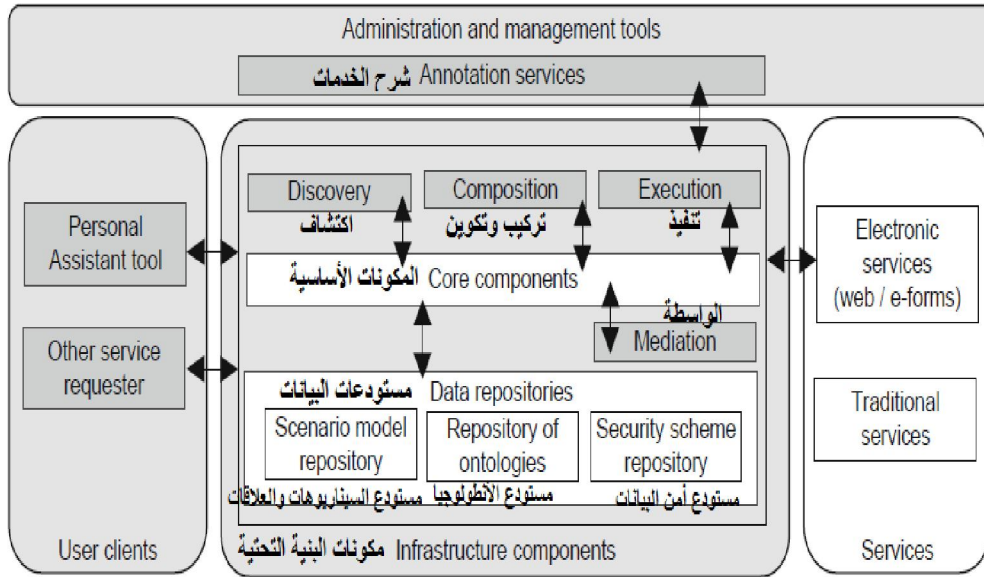 Administration and management tools
شرح الخدمات Annotation services
Discovery
اكتشاف
Composition
تركيب وتكوين
Execution
تنفيذ
Personal
Assistant tool
Other service
requester
User clients
المكونات الأساسية Core components
الواسطة
Mediation
مستودعات البيانات Data repositories
Scenario model
repository
مستودع السيناريوهات والعلاقات
Repository of
ontologies
مستودع الأنطولوجيا
Security scheme
repository
مستودع أمن البيانات
مكونات البنية التحتية Infrastructure components
Electronic
services
(web / e-forms)
Traditional
services
Services